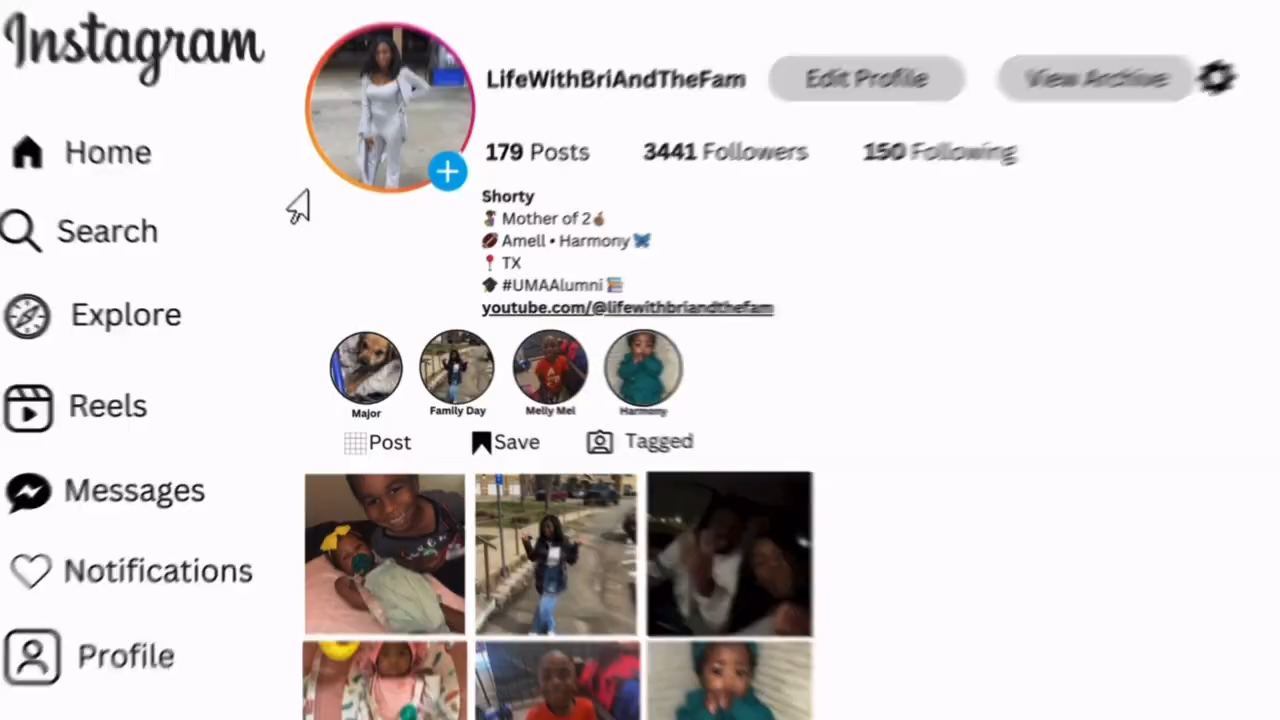 Instagram
Home
Search
Explore
Reels
Messages
Notifications
Profile
LifeWithBriAndTheFam
Edit Profile
View Archive
179 Posts
3441 Followers
150 Following
Shorty
Mother of 2
Amell • Harmony
TX
#UMAAlumni
youtube.com/@lifewithbriandthefam
Major
Family Day
Melly Mel
Harmony
Post
Save
Tagged